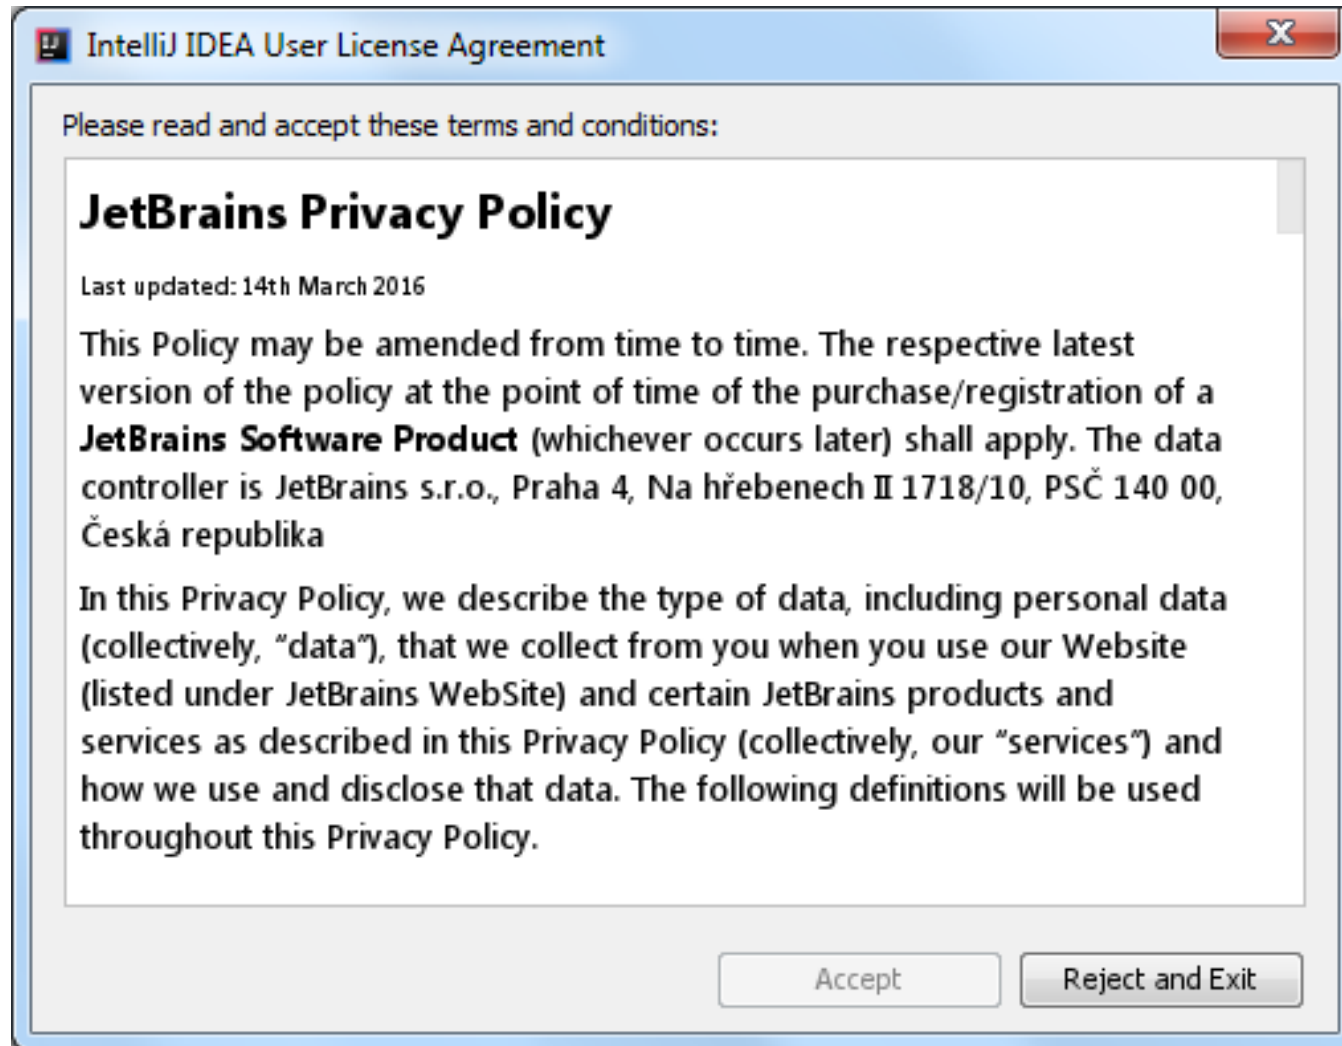 IntelliJ IDEA User License Agreement
Please read and accept these terms and conditions:
JetBrains Privacy Policy
Last updated: 14th March 2016
This Policy may be amended from time to time. The respective latest
version of the policy at the point of time of the purchase/registration of a
JetBrains Software Product (whichever occurs later) shall apply. The data
controller is JetBrains s.r.o., Praha 4, Na hřebenech II 1718/10, PSČ 140 00,
Česká republika
In this Privacy Policy, we describe the type of data, including personal data
(collectively, “data”), that we collect from you when you use our Website
(listed under JetBrains WebSite) and certain JetBrains products and
services as described in this Privacy Policy (collectively, our “services”) and
how we use and disclose that data. The following definitions will be used
throughout this Privacy Policy.
Accept
Reject and Exit